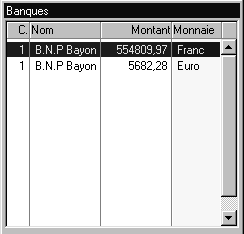 Banques
C. Nom Montant Monnaie
1 B.N.P Bayon 554809,97 Franc
1 B.N.P Bayon 5682,28 Euro